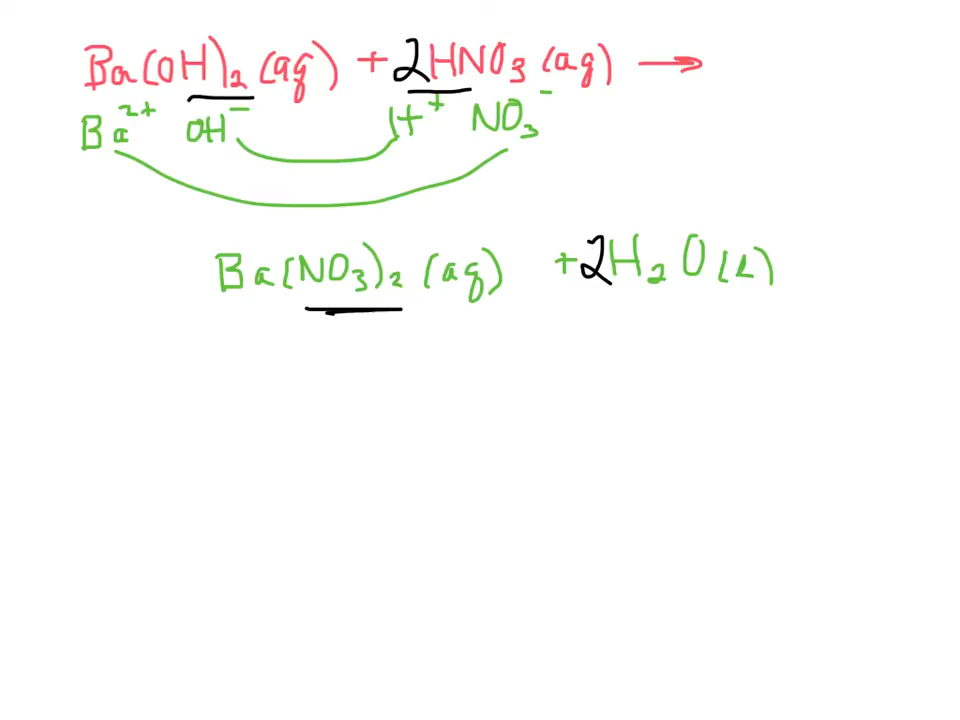 Ba(OH)₂ (aq) + 2HNO₃ (aq) →
Ba²⁺ OH⁻ H⁺ NO₃⁻
Ba(NO₃)₂ (aq) + 2H₂O(l)